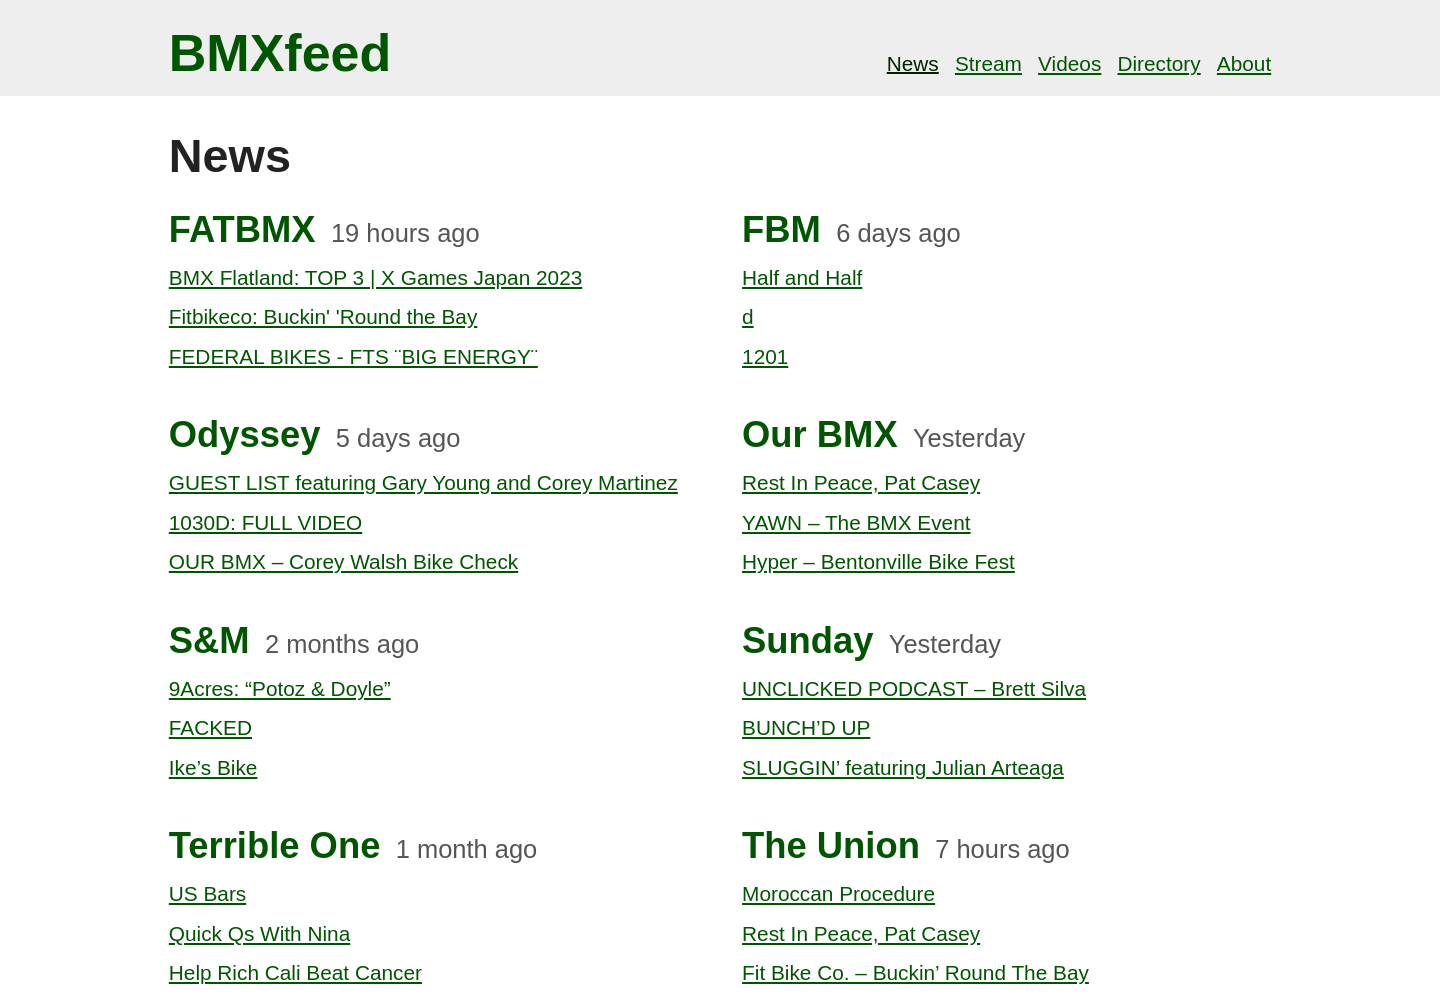 BMXfeed
News Stream Videos Directory About
News
FATBMX 19 hours ago
BMX Flatland: TOP 3 | X Games Japan 2023
Fitbikeco: Buckin' 'Round the Bay
FEDERAL BIKES - FTS ¨BIG ENERGY¨
FBM 6 days ago
Half and Half
d
1201
Odyssey 5 days ago
GUEST LIST featuring Gary Young and Corey Martinez
1030D: FULL VIDEO
OUR BMX – Corey Walsh Bike Check
Our BMX Yesterday
Rest In Peace, Pat Casey
YAWN – The BMX Event
Hyper – Bentonville Bike Fest
S&M 2 months ago
9Acres: “Potoz & Doyle”
FACKED
Ike’s Bike
Sunday Yesterday
UNCLICKED PODCAST – Brett Silva
BUNCH’D UP
SLUGGIN’ featuring Julian Arteaga
Terrible One 1 month ago
US Bars
Quick Qs With Nina
Help Rich Cali Beat Cancer
The Union 7 hours ago
Moroccan Procedure
Rest In Peace, Pat Casey
Fit Bike Co. – Buckin’ Round The Bay